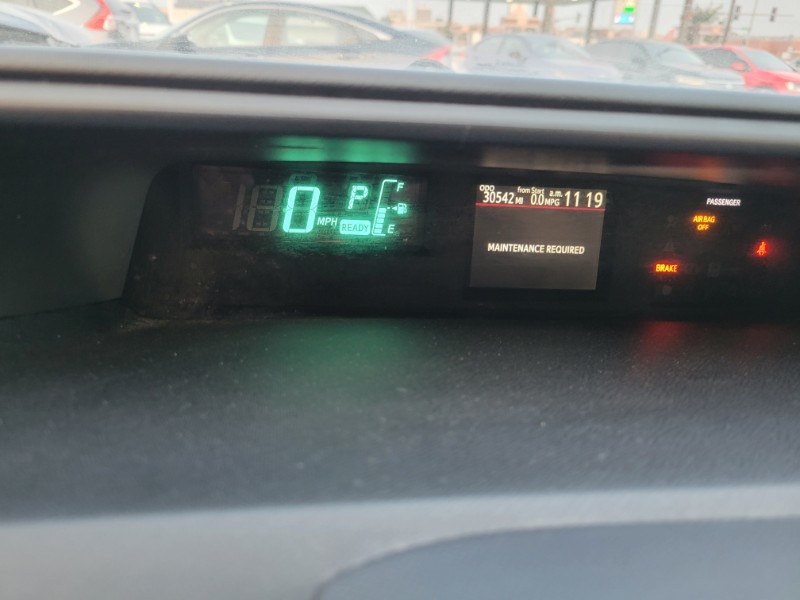 0 MPH
P
READY
F
E
ODO 30542 MI
from Start 0.0 MPG
a.m. 11 19
MAINTENANCE REQUIRED
PASSENGER
AIR BAG
OFF
BRAKE